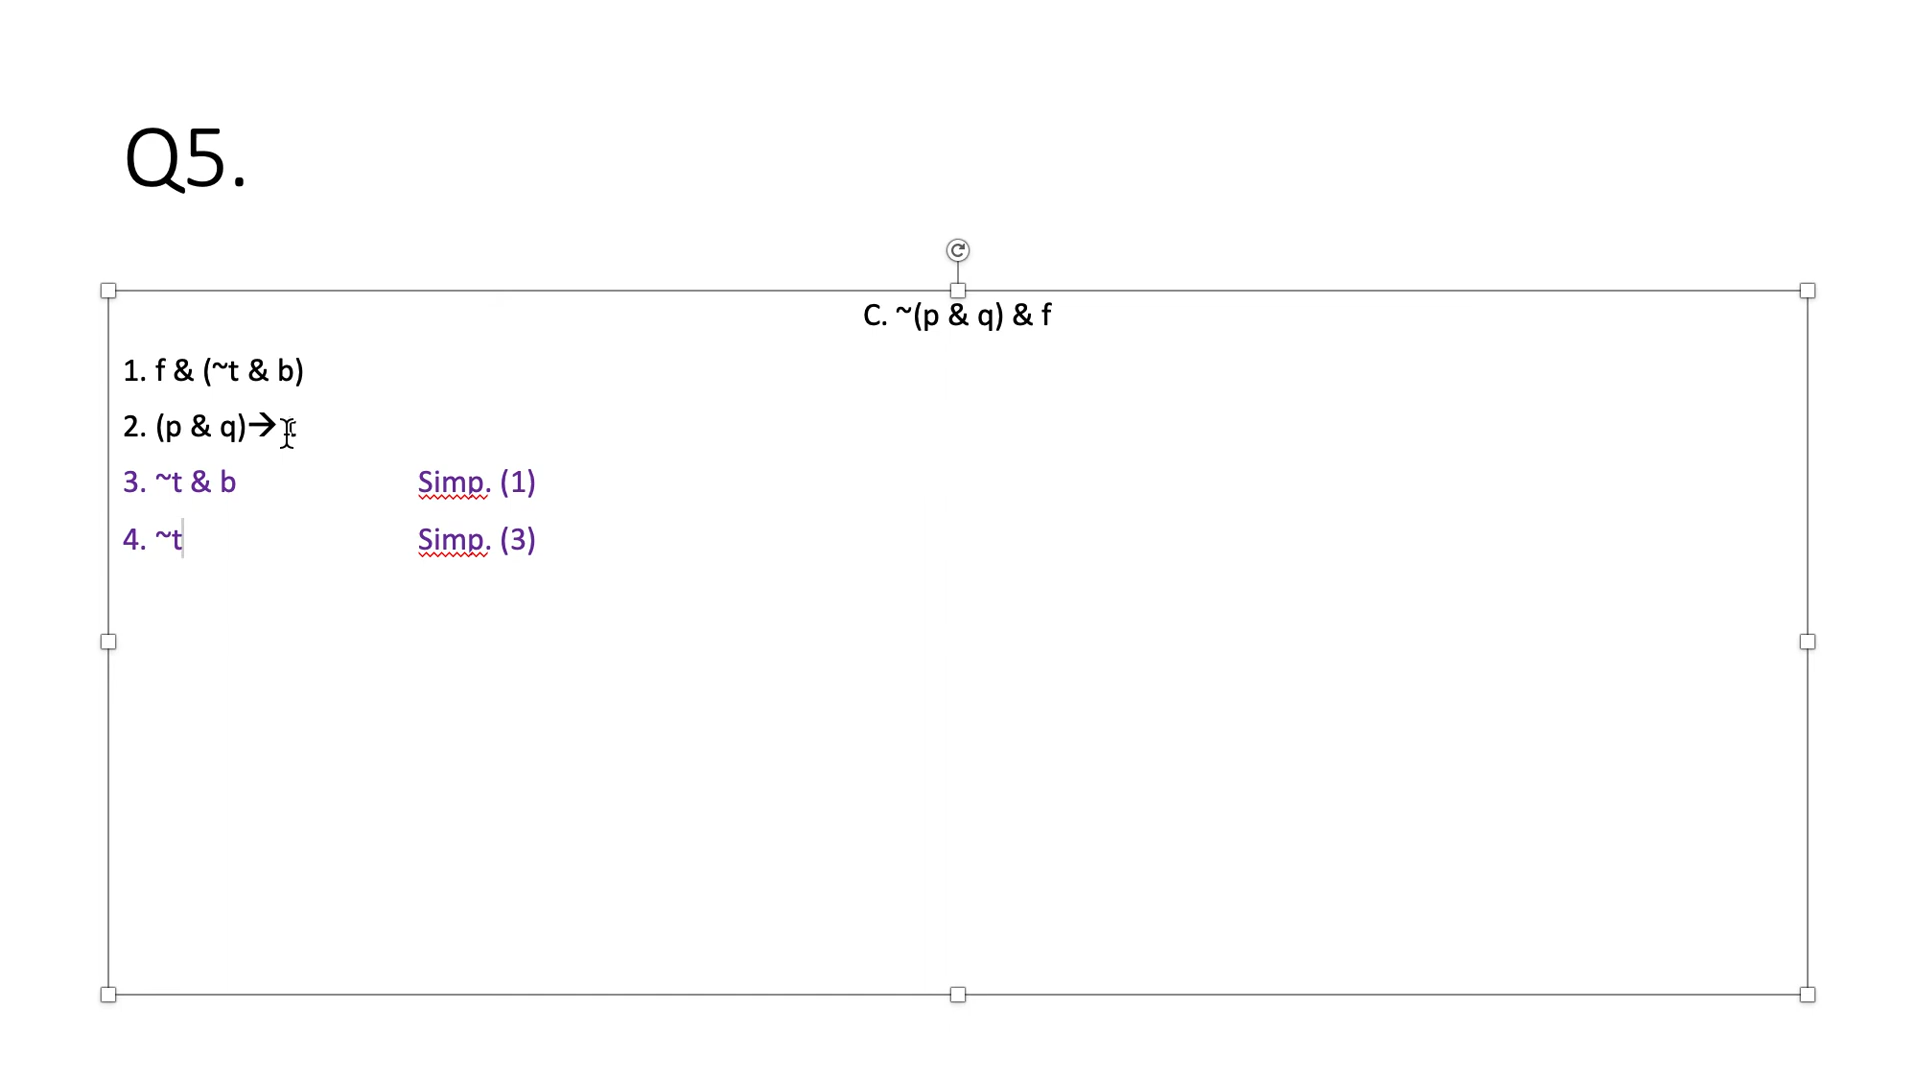 Q5.
C. ~(p & q) & f
1. f & (~t & b)
2. (p & q)→
3. ~t & b Simp. (1)
4. ~t Simp. (3)